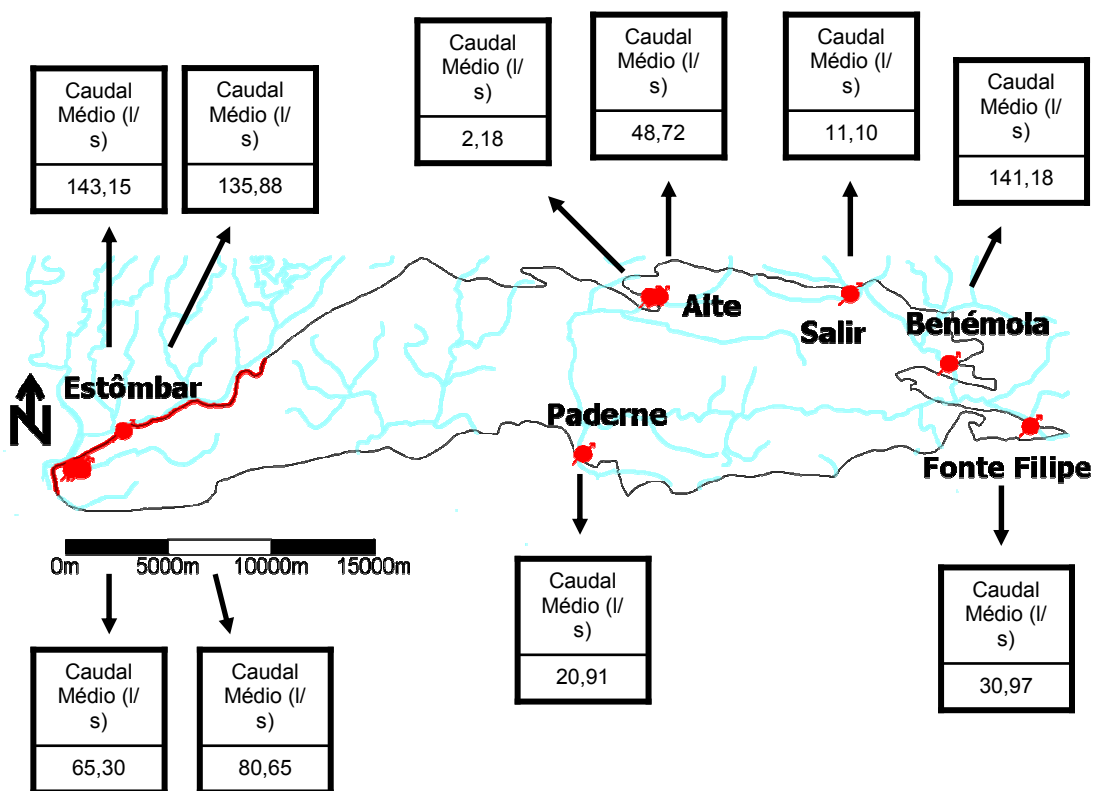 Caudal
Médio (l/
s)
2,18
Caudal
Médio (l/
s)
48,72
Caudal
Médio (l/
s)
11,10
Caudal
Médio (l/
s)
143,15
Caudal
Médio (l/
s)
135,88
Caudal
Médio (l/
s)
141,18
Alte
Salir
Benémola
Estômbar
N
Paderne
Fonte Filipe
0m 5000m 10000m 15000m
Caudal
Médio (l/
s)
20,91
Caudal
Médio (l/
s)
30,97
Caudal
Médio (l/
s)
65,30
Caudal
Médio (l/
s)
80,65